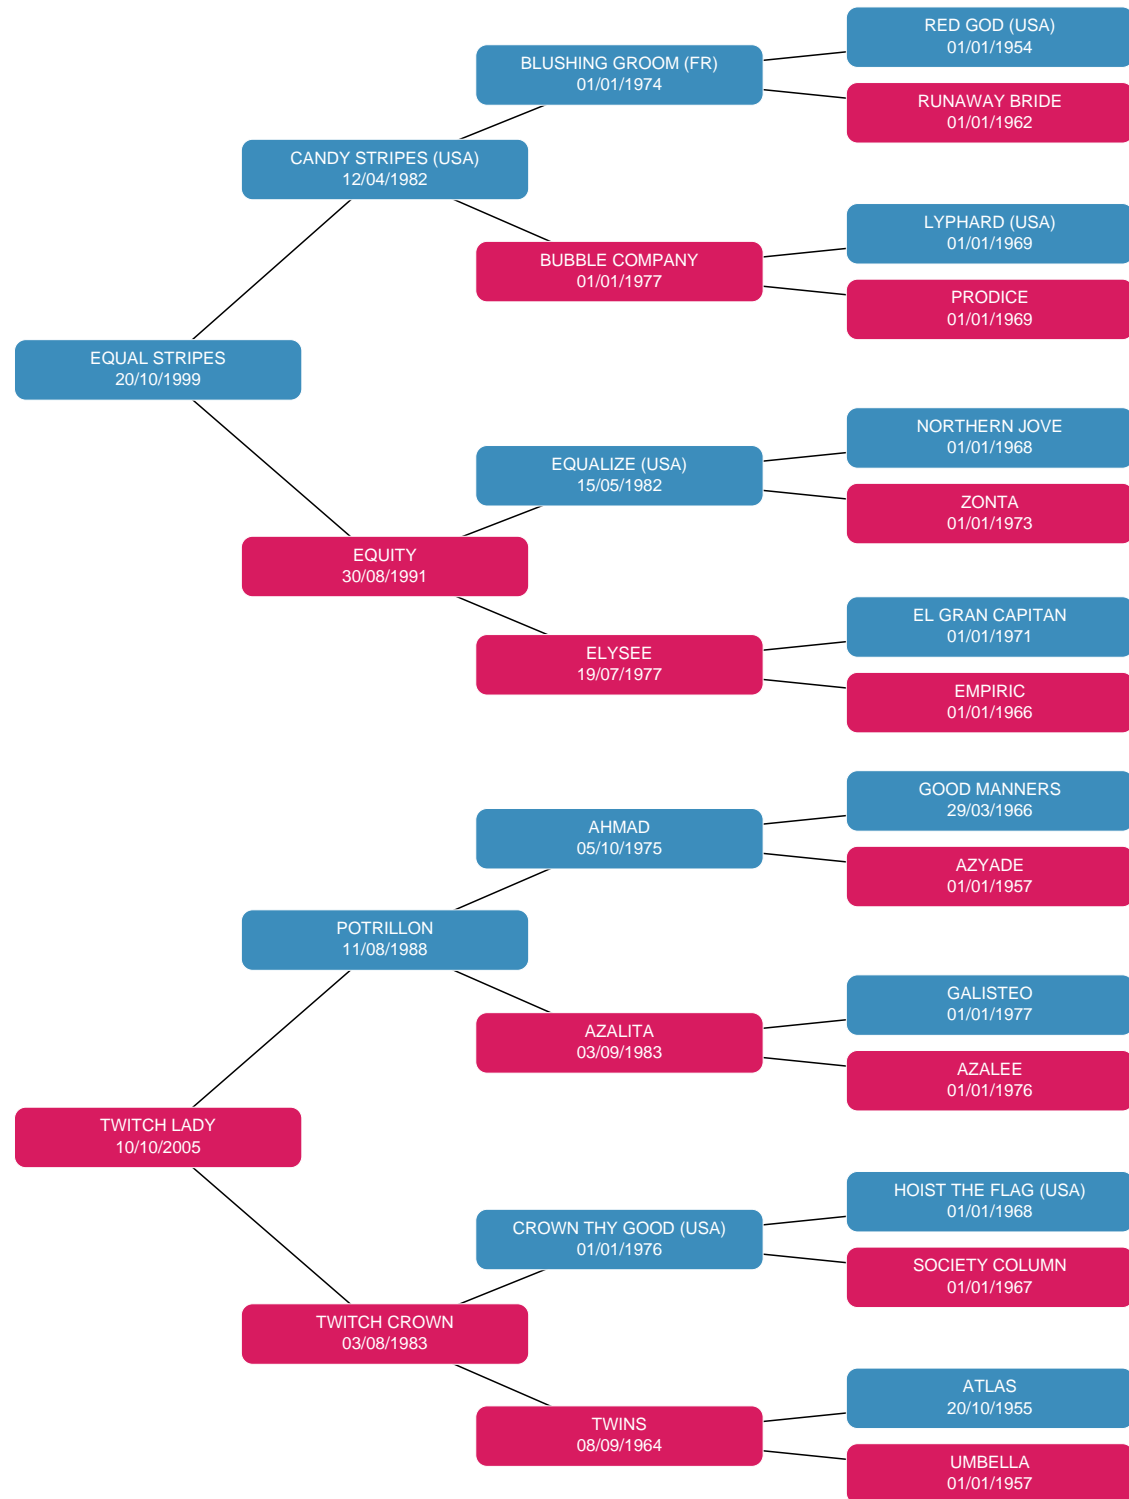 RED GOD (USA)
01/01/1954
BLUSHING GROOM (FR)
01/01/1974
RUNAWAY BRIDE
01/01/1962
CANDY STRIPES (USA)
12/04/1982
LYPHARD (USA)
01/01/1969
BUBBLE COMPANY
01/01/1977
PRODICE
01/01/1969
EQUAL STRIPES
20/10/1999
NORTHERN JOVE
01/01/1968
EQUALIZE (USA)
15/05/1982
ZONTA
01/01/1973
EQUITY
30/08/1991
EL GRAN CAPITAN
01/01/1971
ELYSEE
19/07/1977
EMPIRIC
01/01/1966
GOOD MANNERS
29/03/1966
AHMAD
05/10/1975
AZYADE
01/01/1957
POTRILLON
11/08/1988
GALISTEO
01/01/1977
AZALITA
03/09/1983
AZALEE
01/01/1976
TWITCH LADY
10/10/2005
HOIST THE FLAG (USA)
01/01/1968
CROWN THY GOOD (USA)
01/01/1976
SOCIETY COLUMN
01/01/1967
TWITCH CROWN
03/08/1983
ATLAS
20/10/1955
TWINS
08/09/1964
UMBELLA
01/01/1957